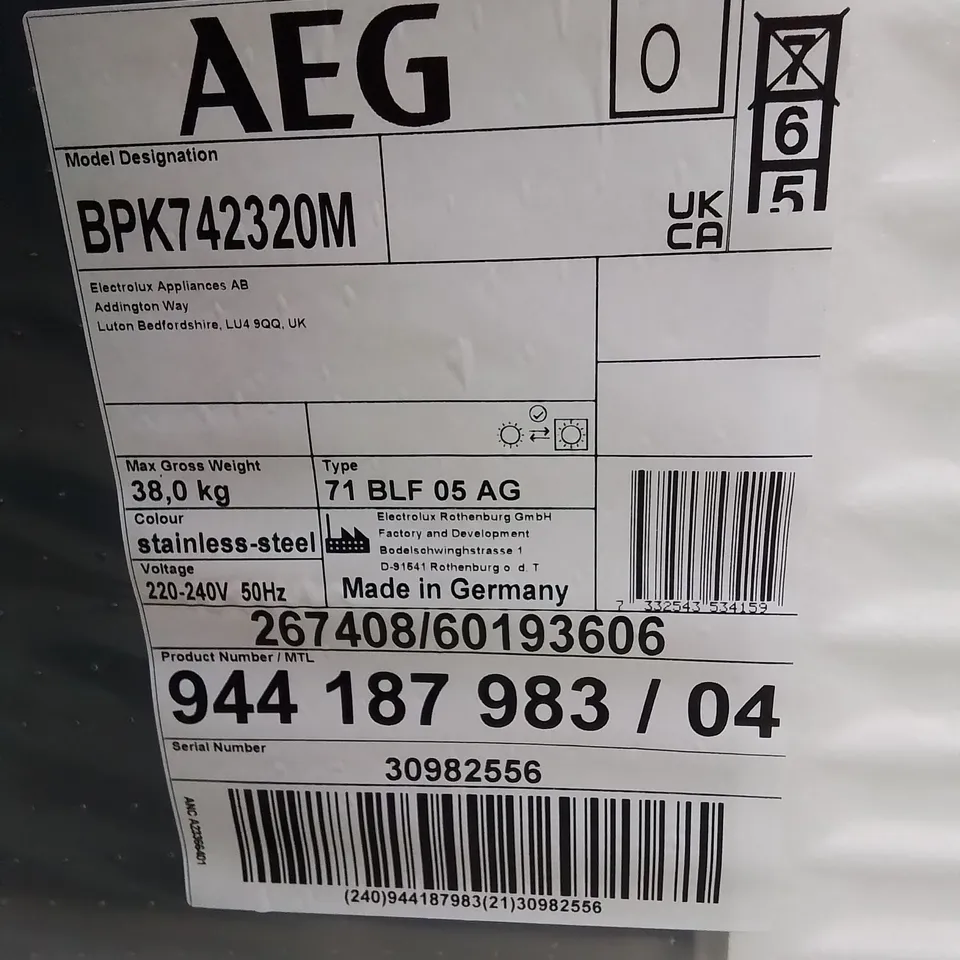 AEG
0
7
6
5
Model Designation
BPK742320M
UK
CA
Electrolux Appliances AB
Addington Way
Luton Bedfordshire, LU4 9QQ, UK
Max Gross Weight
38,0 kg
Type
71 BLF 05 AG
Colour
stainless-steel
Electrolux Rothenburg GmbH
Factory and Development
Bodelschwinghstrasse 1
D-91541 Rothenburg o. d. T
Voltage
220-240V 50Hz
Made in Germany
7 332543 534159
267408/60193606
Product Number / MTL
944 187 983 / 04
Serial Number
30982556
ANC A23366401
(240)944187983(21)30982556